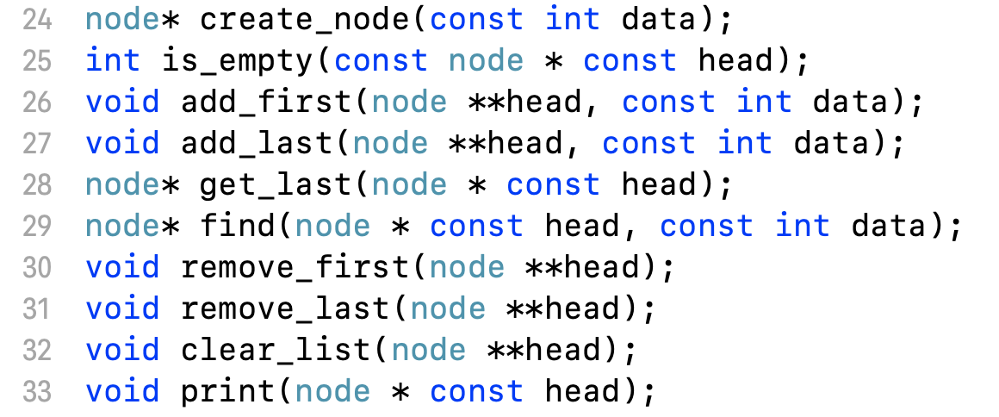 24 node* create_node(const int data);
25 int is_empty(const node * const head);
26 void add_first(node **head, const int data);
27 void add_last(node **head, const int data);
28 node* get_last(node * const head);
29 node* find(node * const head, const int data);
30 void remove_first(node **head);
31 void remove_last(node **head);
32 void clear_list(node **head);
33 void print(node * const head);